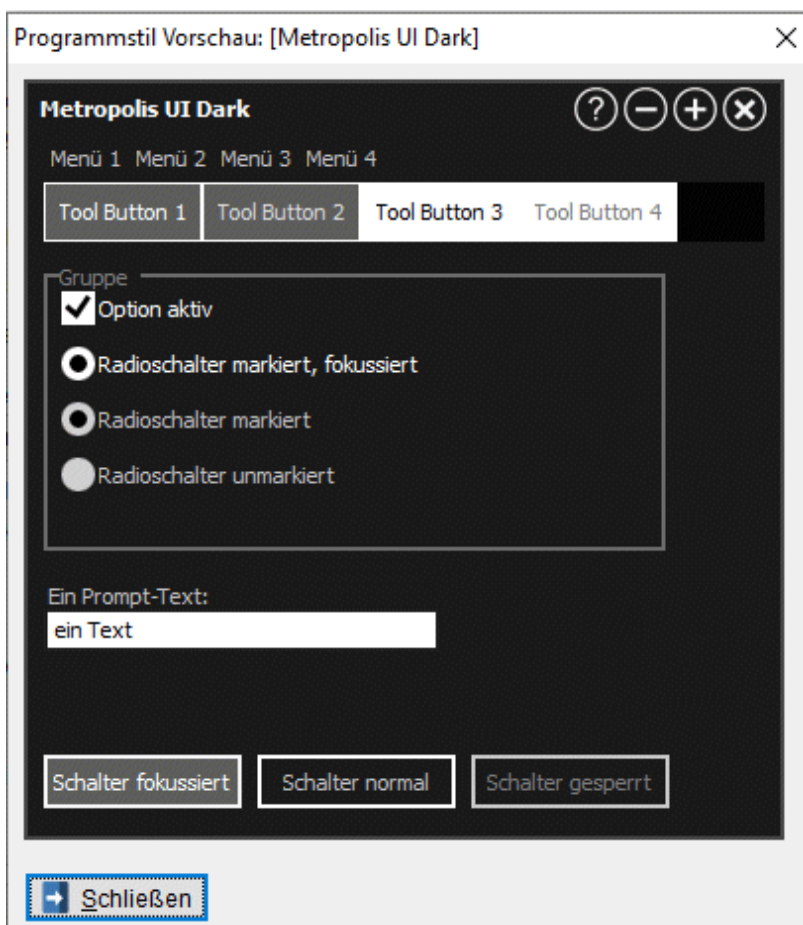 Programmstil Vorschau: [Metropolis UI Dark]
Metropolis UI Dark
Menü 1 Menü 2 Menü 3 Menü 4
Tool Button 1 Tool Button 2 Tool Button 3 Tool Button 4
Gruppe
Option aktiv
Radioschalter markiert, fokussiert
Radioschalter markiert
Radioschalter unmarkiert
Ein Prompt-Text:
ein Text
Schalter fokussiert Schalter normal Schalter gesperrt
Schließen